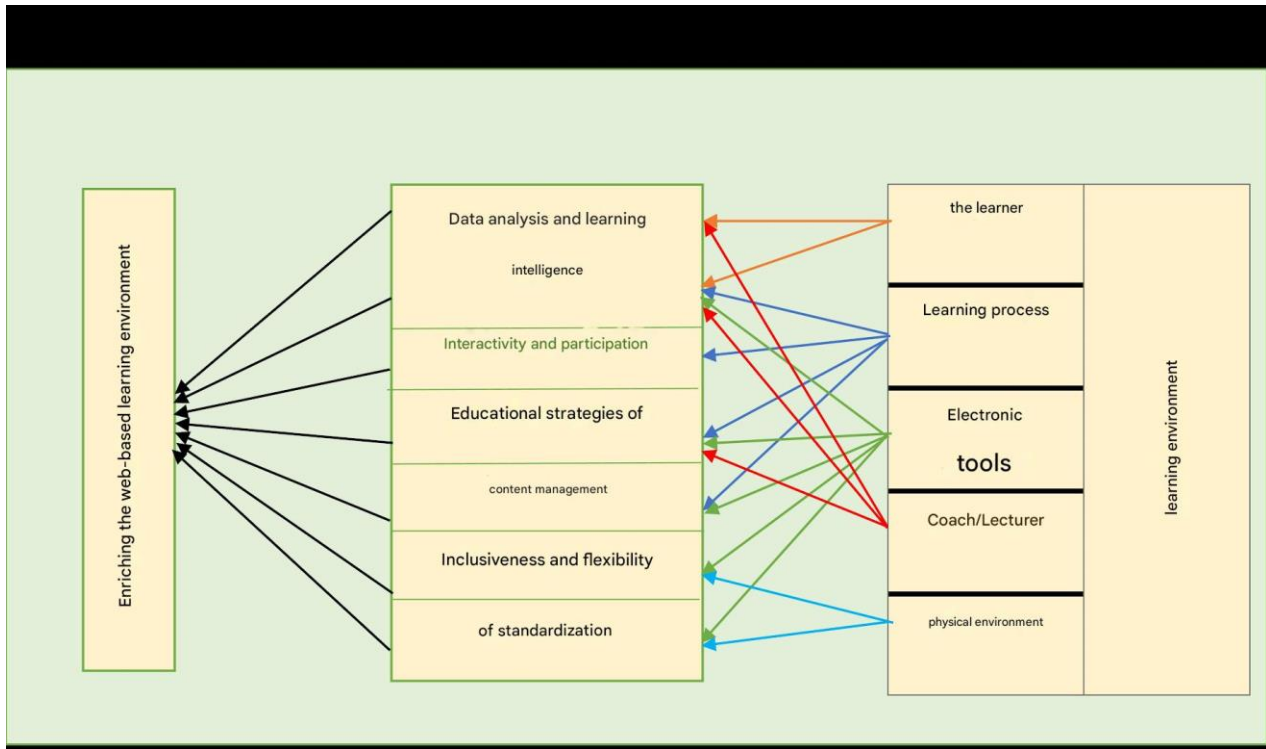 Enriching the web-based learning environment
Data analysis and learning
intelligence
Interactivity and participation
Educational strategies of
content management
Inclusiveness and flexibility
of standardization
the learner
Learning process
Electronic
tools
Coach/Lecturer
physical environment
learning environment